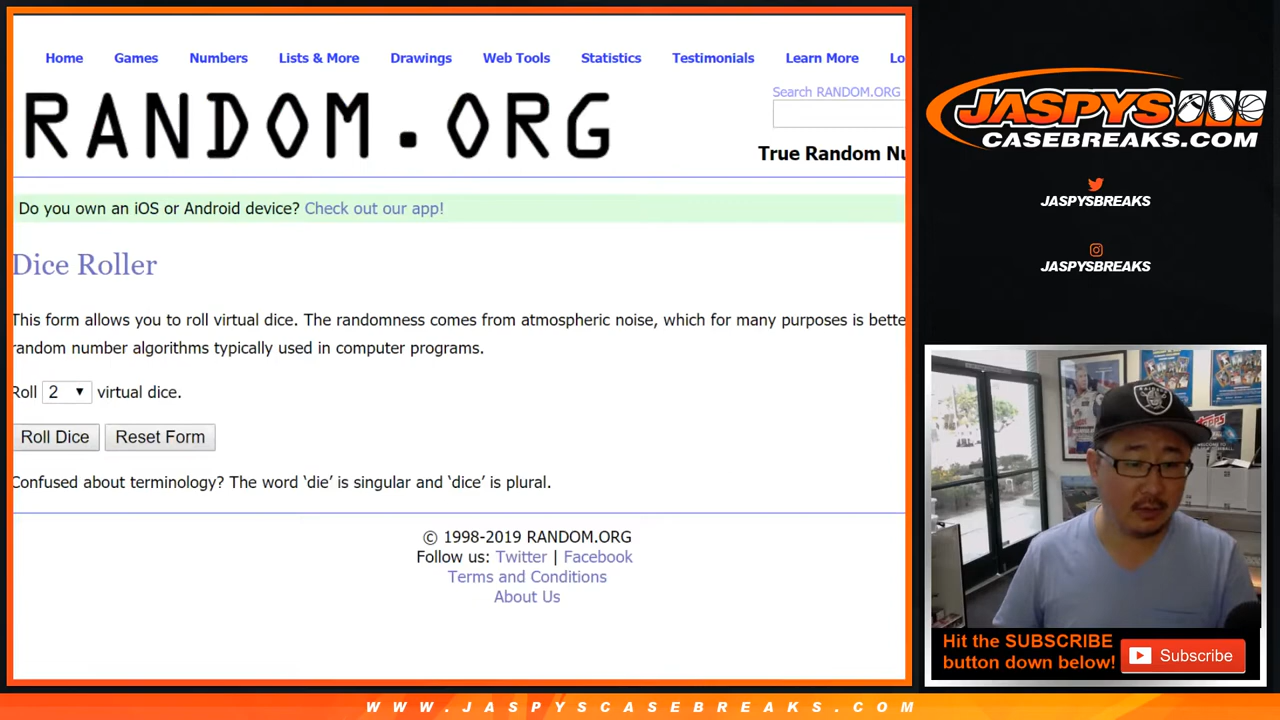 Home Games Numbers Lists & More Drawings Web Tools Statistics Testimonials Learn More Lo
RANDOM.ORG
Search RANDOM.ORG
True Random Nu
Do you own an iOS or Android device? Check out our app!
Dice Roller
This form allows you to roll virtual dice. The randomness comes from atmospheric noise, which for many purposes is bette
random number algorithms typically used in computer programs.
Roll 2 virtual dice.
Roll Dice Reset Form
Confused about terminology? The word ‘die’ is singular and ‘dice’ is plural.
© 1998-2019 RANDOM.ORG
Follow us: Twitter | Facebook
Terms and Conditions
About Us
JASPYS
CASEBREAKS.COM
JASPYSBREAKS
JASPYSBREAKS
RAIDERS
TOPPS
Hit the SUBSCRIBE
button down below!
Subscribe
WWW.JASPYSCASEBREAKS.COM